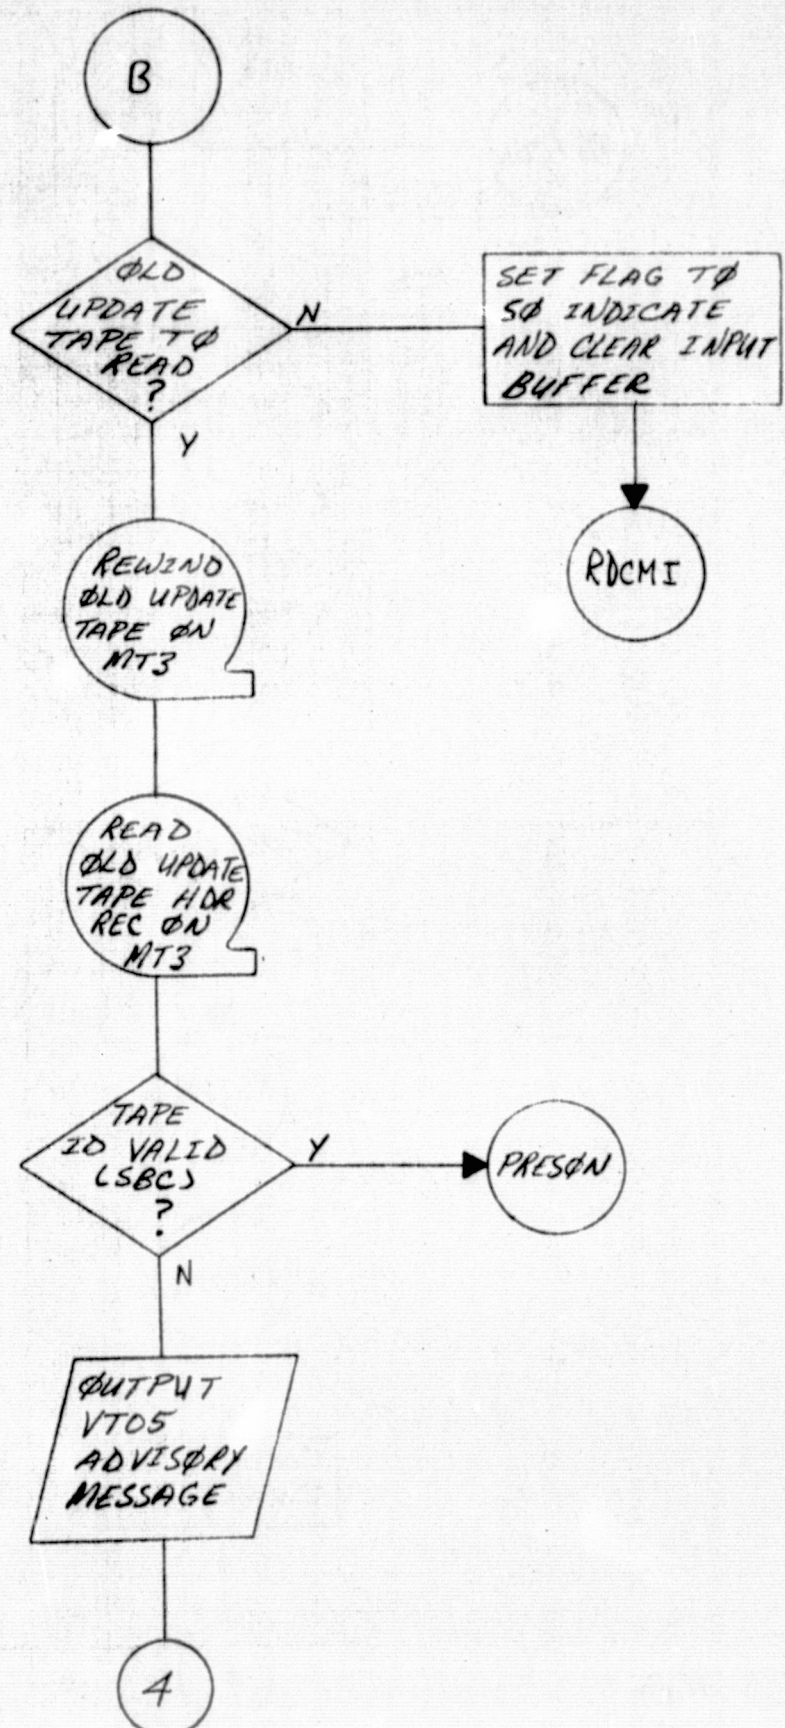 B
ØLD
UPDATE
TAPE TØ
READ
?
N
SET FLAG TØ
SØ INDICATE
AND CLEAR INPUT
BUFFER
Y
RDCMI
REWIND
ØLD UPDATE
TAPE ØN
MT3
READ
ØLD UPDATE
TAPE HDR
REC ØN
MT3
TAPE
ID VALID
(SBC)
?
Y
PRESØN
N
ØUTPUT
VT05
ADVISØRY
MESSAGE
4